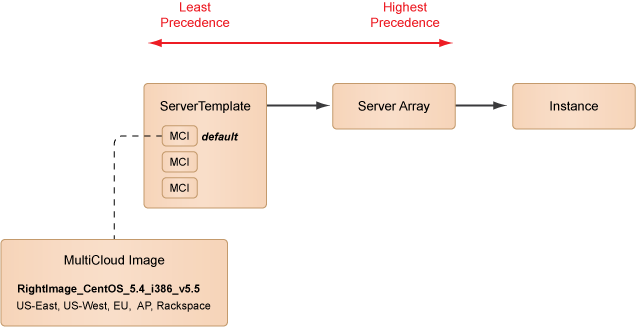 Least
Precedence
Highest
Precedence
ServerTemplate
MCI default
MCI
MCI
Server Array
Instance
MultiCloud Image
RightImage_CentOS_5.4_i386_v5.5
US-East, US-West, EU, AP, Rackspace